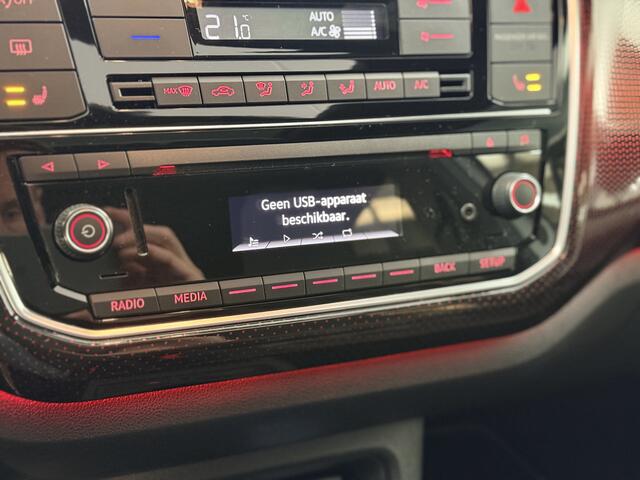 21.0 °C AUTO
A/C
MAX AUTO A/C
Geen USB-apparaat
beschikbaar.
RADIO MEDIA BACK SETUP